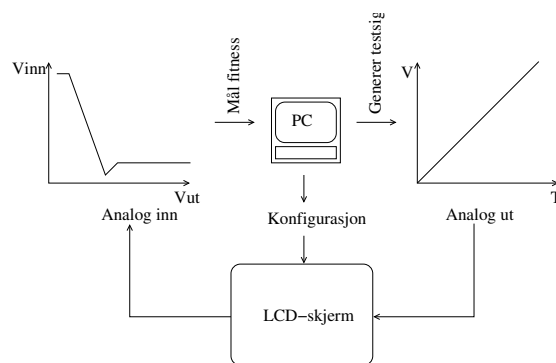 Vinn
Vut
Analog inn
Mål fitness
PC
Konfigurasjon
Generer testsig
V
T
Analog ut
LCD−skjerm